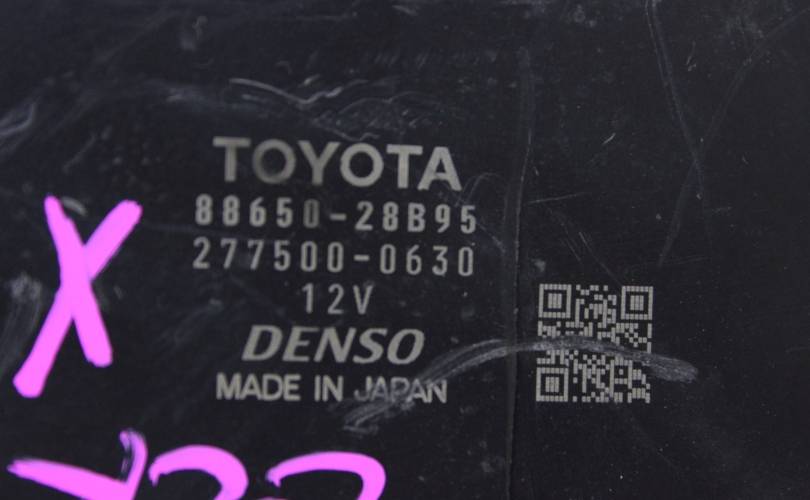 TOYOTA
88650-28B95
277500-0630
12V
DENSO
MADE IN JAPAN
X